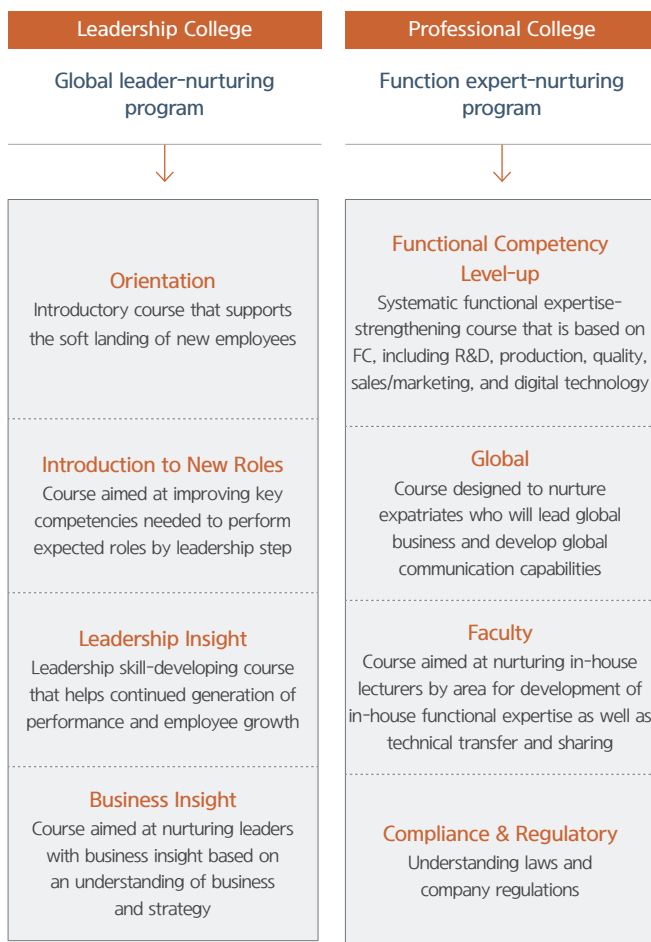 Leadership College
Global leader-nurturing
program
Orientation
Introductory course that supports
the soft landing of new employees
Introduction to New Roles
Course aimed at improving key
competencies needed to perform
expected roles by leadership step
Leadership Insight
Leadership skill-developing course
that helps continued generation of
performance and employee growth
Business Insight
Course aimed at nurturing leaders
with business insight based on
an understanding of business
and strategy
Professional College
Function expert-nurturing
program
Functional Competency
Level-up
Systematic functional expertise-
strengthening course that is based on
FC, including R&D, production, quality,
sales/marketing, and digital technology
Global
Course designed to nurture
expatriates who will lead global
business and develop global
communication capabilities
Faculty
Course aimed at nurturing in-house
lecturers by area for development of
in-house functional expertise as well as
technical transfer and sharing
Compliance & Regulatory
Understanding laws and
company regulations